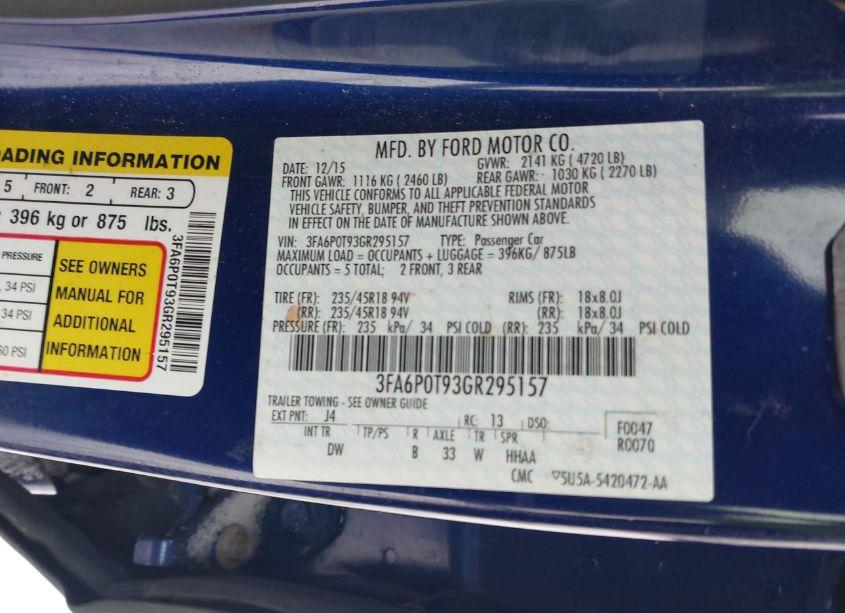 OADING INFORMATION
5 FRONT: 2 REAR: 3
: 396 kg or 875 lbs.
PRESSURE
, 34 PSI
34 PSI
60 PSI
SEE OWNERS
MANUAL FOR
ADDITIONAL
INFORMATION
3FA6P0T93GR295157
MFD. BY FORD MOTOR CO.
DATE: 12/15 GVWR: 2141 KG ( 4720 LB)
FRONT GAWR: 1116 KG ( 2460 LB) REAR GAWR: 1030 KG ( 2270 LB)
THIS VEHICLE CONFORMS TO ALL APPLICABLE FEDERAL MOTOR
VEHICLE SAFETY, BUMPER, AND THEFT PREVENTION STANDARDS
IN EFFECT ON THE DATE OF MANUFACTURE SHOWN ABOVE.
VIN: 3FA6P0T93GR295157 TYPE: Passenger Car
MAXIMUM LOAD = OCCUPANTS + LUGGAGE = 396KG/ 875LB
OCCUPANTS = 5 TOTAL; 2 FRONT, 3 REAR
TIRE (FR): 235/45R18 94V RIMS (FR): 18x8.0J
(RR): 235/45R18 94V (RR): 18x8.0J
PRESSURE (FR): 235 kPa/ 34 PSI COLD (RR): 235 kPa/ 34 PSI COLD
3FA6P0T93GR295157
TRAILER TOWING - SEE OWNER GUIDE
EXT PNT: J4 RC: 13 DSO: F0047
INT TR TP/PS R AXLE TR SPR R0070
DW B 33 W HHAA
CMC ▽5U5A-5420472-AA